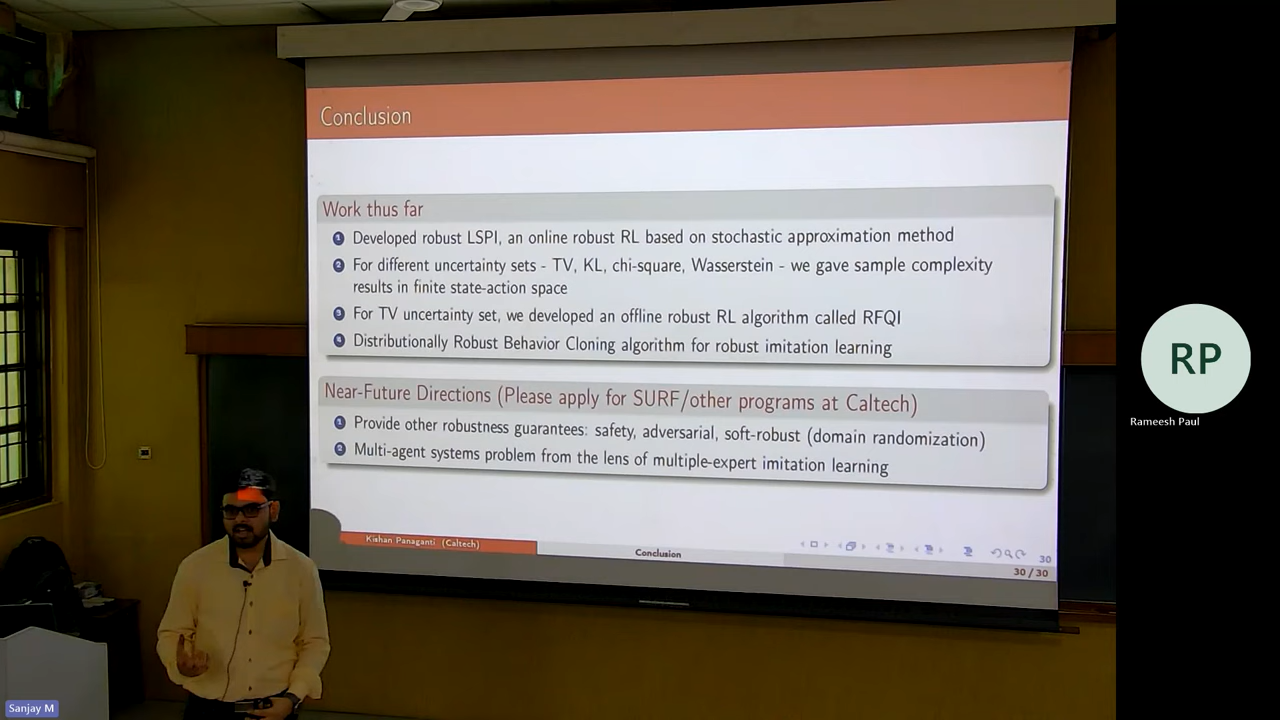 Conclusion
Work thus far
1 Developed robust LSPI, an online robust RL based on stochastic approximation method
2 For different uncertainty sets - TV, KL, chi-square, Wasserstein - we gave sample complexity
results in finite state-action space
3 For TV uncertainty set, we developed an offline robust RL algorithm called RFQI
4 Distributionally Robust Behavior Cloning algorithm for robust imitation learning
Near-Future Directions (Please apply for SURF/other programs at Caltech)
1 Provide other robustness guarantees: safety, adversarial, soft-robust (domain randomization)
2 Multi-agent systems problem from the lens of multiple-expert imitation learning
Kishan Panaganti (Caltech)
Conclusion
30
30 / 30
RP
Rameesh Paul
Sanjay M